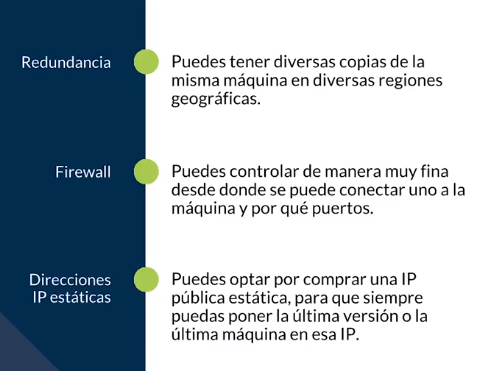 Redundancia
Puedes tener diversas copias de la
misma máquina en diversas regiones
geográficas.
Firewall
Puedes controlar de manera muy fina
desde donde se puede conectar uno a la
máquina y por qué puertos.
Direcciones
IP estáticas
Puedes optar por comprar una IP
pública estática, para que siempre
puedas poner la última versión o la
última máquina en esa IP.